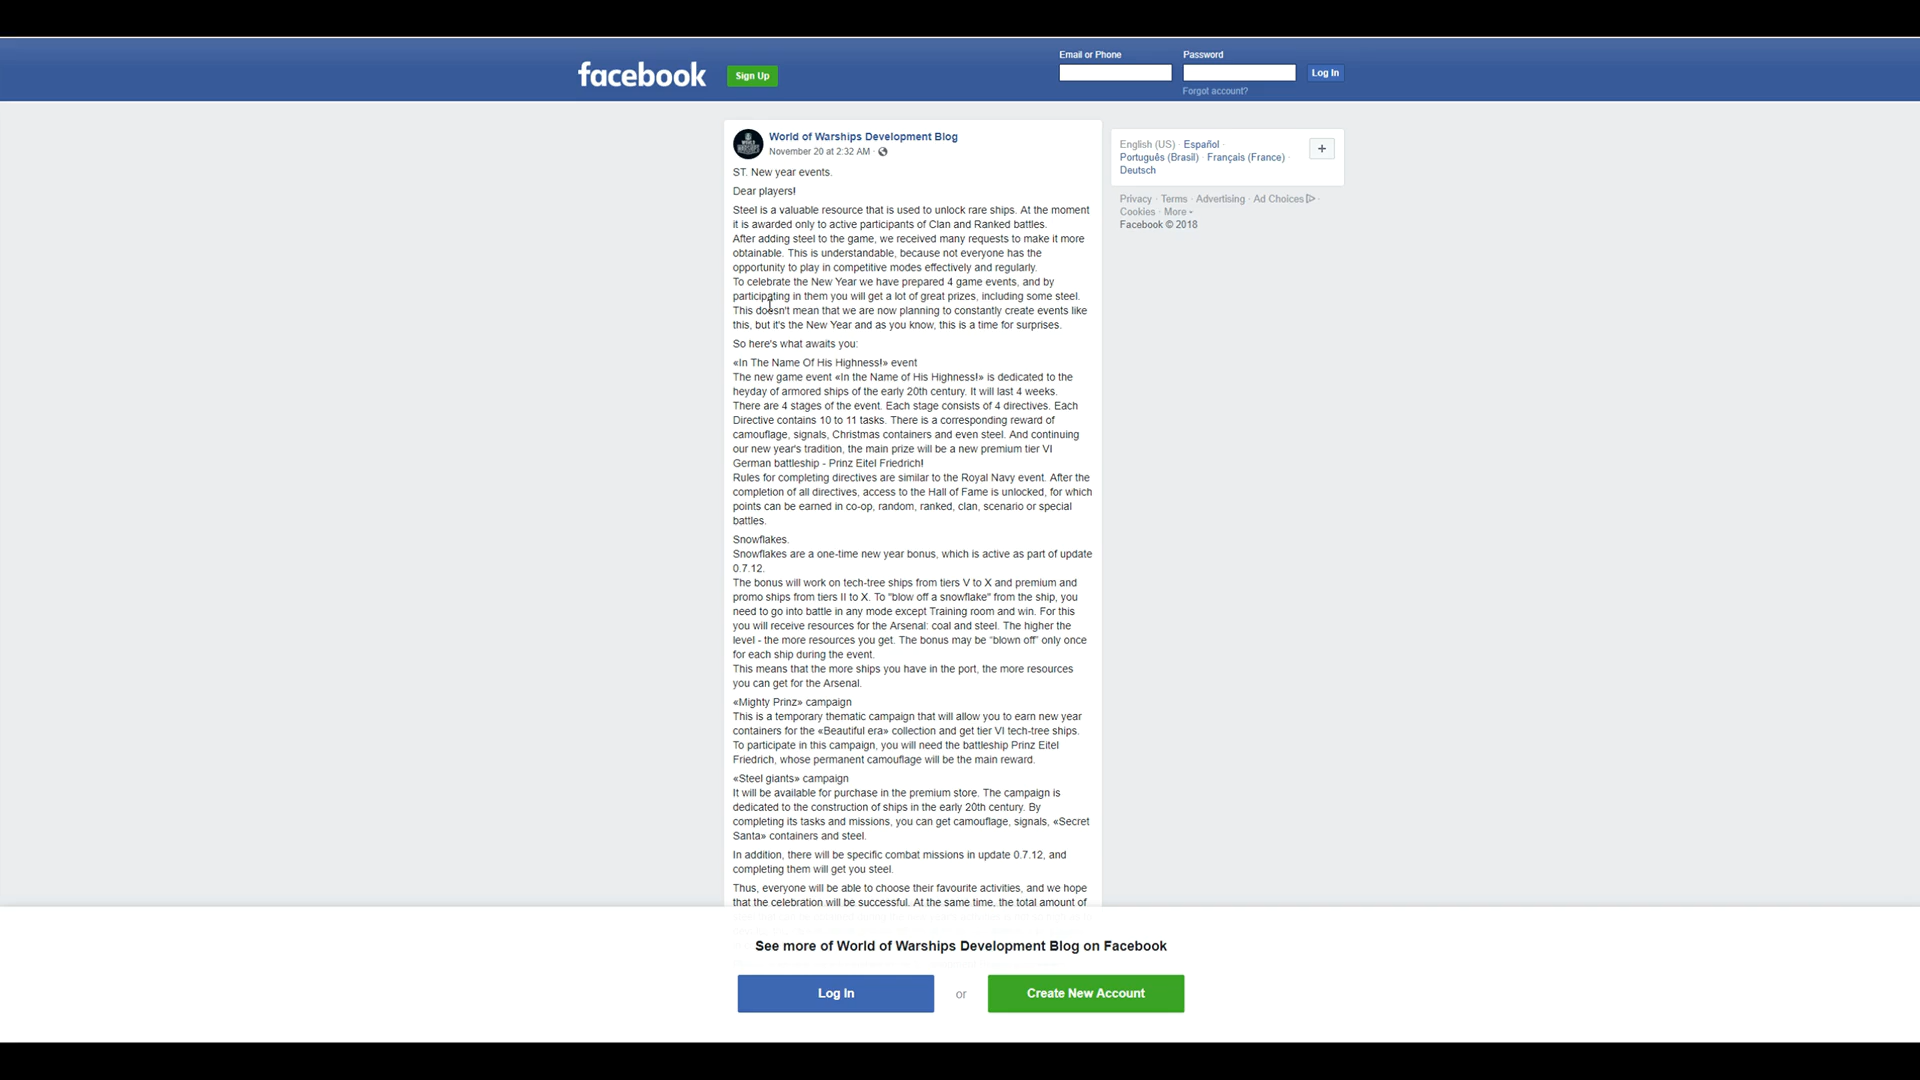 facebook
Sign Up
Email or Phone
Password
Log In
Forgot account?
World of Warships Development Blog
November 20 at 2:32 AM ·
ST. New year events.
Dear players!
Steel is a valuable resource that is used to unlock rare ships. At the moment
it is awarded only to active participants of Clan and Ranked battles.
After adding steel to the game, we received many requests to make it more
obtainable. This is understandable, because not everyone has the
opportunity to play in competitive modes effectively and regularly.
To celebrate the New Year we have prepared 4 game events, and by
participating in them you will get a lot of great prizes, including some steel.
This doesn't mean that we are now planning to constantly create events like
this, but it's the New Year and as you know, this is a time for surprises.
So here's what awaits you:
«In The Name Of His Highness!» event
The new game event «In the Name of His Highness!» is dedicated to the
heyday of armored ships of the early 20th century. It will last 4 weeks.
There are 4 stages of the event. Each stage consists of 4 directives. Each
Directive contains 10 to 11 tasks. There is a corresponding reward of
camouflage, signals, Christmas containers and even steel. And continuing
our new year's tradition, the main prize will be a new premium tier VI
German battleship - Prinz Eitel Friedrich!
Rules for completing directives are similar to the Royal Navy event. After the
completion of all directives, access to the Hall of Fame is unlocked, for which
points can be earned in co-op, random, ranked, clan, scenario or special
battles.
Snowflakes.
Snowflakes are a one-time new year bonus, which is active as part of update
0.7.12.
The bonus will work on tech-tree ships from tiers V to X and premium and
promo ships from tiers II to X. To "blow off a snowflake" from the ship, you
need to go into battle in any mode except Training room and win. For this
you will receive resources for the Arsenal: coal and steel. The higher the
level - the more resources you get. The bonus may be "blown off" only once
for each ship during the event.
This means that the more ships you have in the port, the more resources
you can get for the Arsenal.
«Mighty Prinz» campaign
This is a temporary thematic campaign that will allow you to earn new year
containers for the «Beautiful era» collection and get tier VI tech-tree ships.
To participate in this campaign, you will need the battleship Prinz Eitel
Friedrich, whose permanent camouflage will be the main reward.
«Steel giants» campaign
It will be available for purchase in the premium store. The campaign is
dedicated to the construction of ships in the early 20th century. By
completing its tasks and missions, you can get camouflage, signals, «Secret
Santa» containers and steel.
In addition, there will be specific combat missions in update 0.7.12, and
completing them will get you steel.
Thus, everyone will be able to choose their favourite activities, and we hope
that the celebration will be successful. At the same time, the total amount of
English (US) · Español ·
Português (Brasil) · Français (France) ·
Deutsch
+
Privacy · Terms · Advertising · Ad Choices ·
Cookies · More
Facebook © 2018
See more of World of Warships Development Blog on Facebook
Log In
or
Create New Account